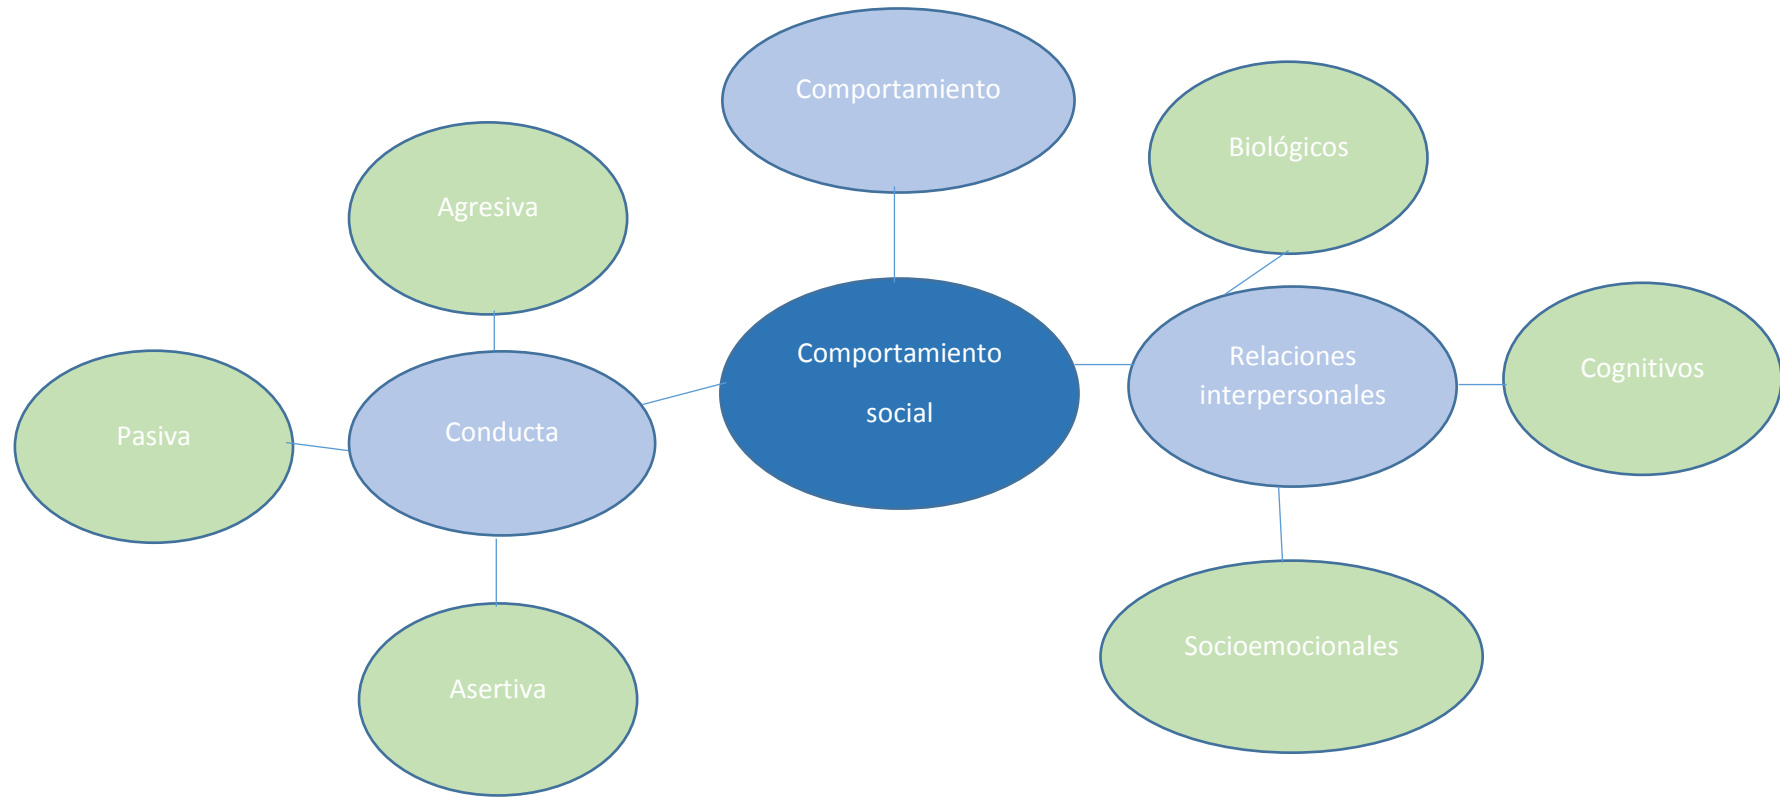 Comportamiento
Biológicos
Agresiva
Comportamiento
social
Relaciones
interpersonales
Cognitivos
Pasiva
Conducta
Socioemocionales
Asertiva